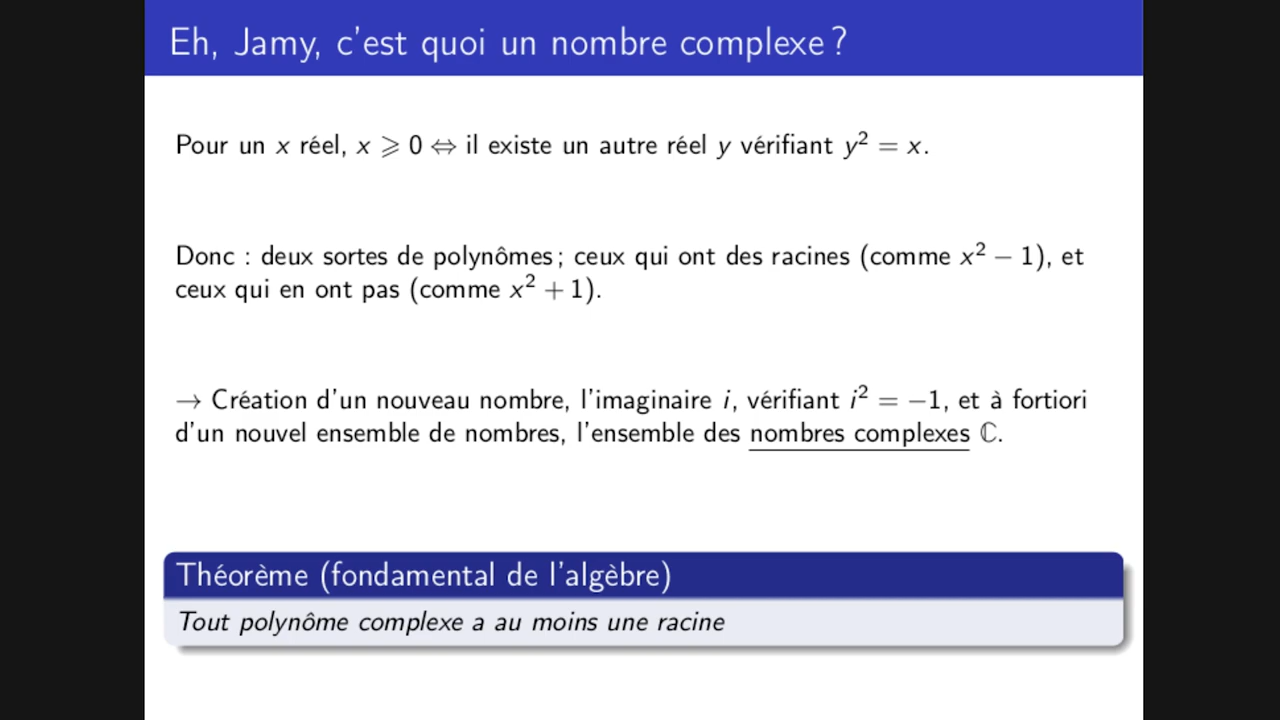 Eh, Jamy, c'est quoi un nombre complexe ?
Pour un x réel, x ⩾ 0 ⇔ il existe un autre réel y vérifiant y² = x.
Donc : deux sortes de polynômes ; ceux qui ont des racines (comme x² − 1), et
ceux qui en ont pas (comme x² + 1).
→ Création d'un nouveau nombre, l'imaginaire i, vérifiant i² = −1, et à fortiori
d'un nouvel ensemble de nombres, l'ensemble des nombres complexes ℂ.
Théorème (fondamental de l'algèbre)
Tout polynôme complexe a au moins une racine